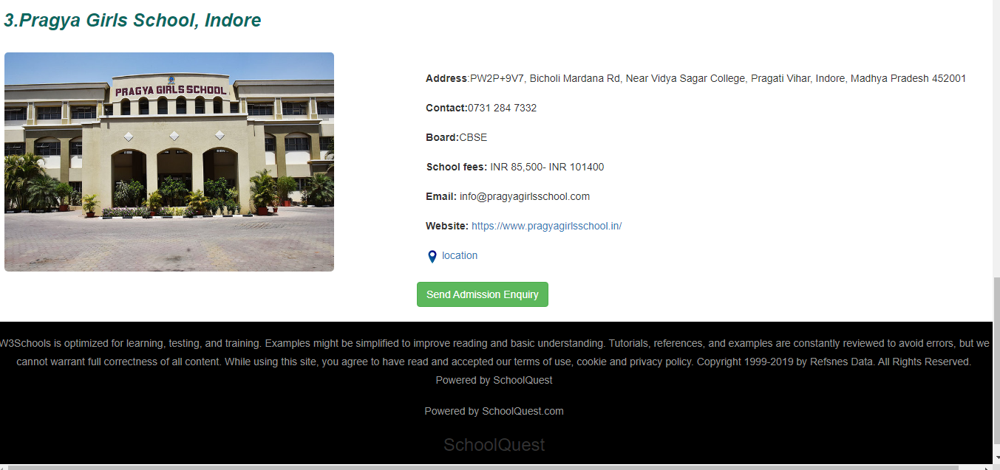 3.Pragya Girls School, Indore
PRAGYA GIRLS SCHOOL
Address:PW2P+9V7, Bicholi Mardana Rd, Near Vidya Sagar College, Pragati Vihar, Indore, Madhya Pradesh 452001
Contact:0731 284 7332
Board:CBSE
School fees: INR 85,500- INR 101400
Email: info@pragyagirlsschool.com
Website: https://www.pragyagirlsschool.in/
location
Send Admission Enquiry
W3Schools is optimized for learning, testing, and training. Examples might be simplified to improve reading and basic understanding. Tutorials, references, and examples are constantly reviewed to avoid errors, but we
cannot warrant full correctness of all content. While using this site, you agree to have read and accepted our terms of use, cookie and privacy policy. Copyright 1999-2019 by Refsnes Data. All Rights Reserved.
Powered by SchoolQuest
Powered by SchoolQuest.com
SchoolQuest